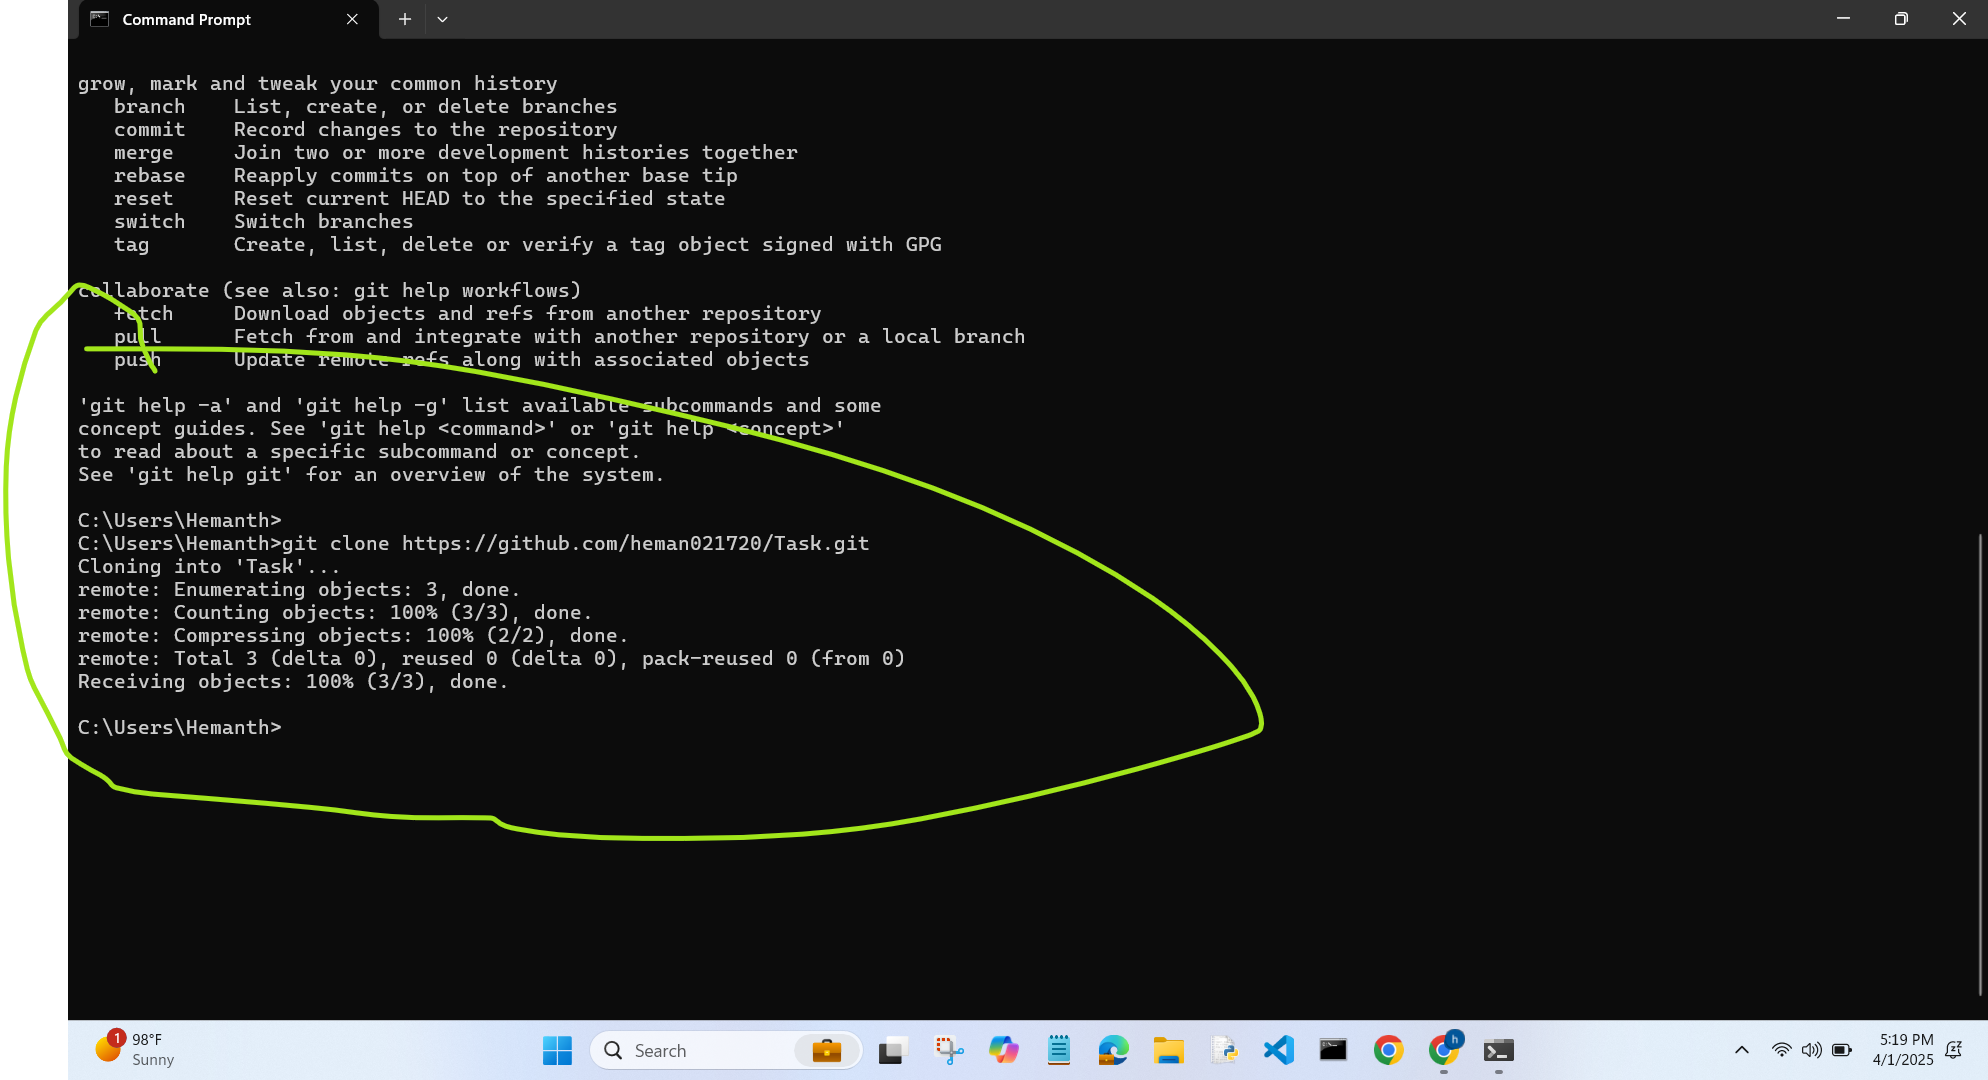 Command Prompt
grow, mark and tweak your common history
branch    List, create, or delete branches
commit    Record changes to the repository
merge     Join two or more development histories together
rebase    Reapply commits on top of another base tip
reset     Reset current HEAD to the specified state
switch    Switch branches
tag       Create, list, delete or verify a tag object signed with GPG
collaborate (see also: git help workflows)
fetch     Download objects and refs from another repository
pull      Fetch from and integrate with another repository or a local branch
push      Update remote refs along with associated objects
'git help -a' and 'git help -g' list available subcommands and some
concept guides. See 'git help <command>' or 'git help <concept>'
to read about a specific subcommand or concept.
See 'git help git' for an overview of the system.
C:\Users\Hemanth>
C:\Users\Hemanth>git clone https://github.com/heman021720/Task.git
Cloning into 'Task'...
remote: Enumerating objects: 3, done.
remote: Counting objects: 100% (3/3), done.
remote: Compressing objects: 100% (2/2), done.
remote: Total 3 (delta 0), reused 0 (delta 0), pack-reused 0 (from 0)
Receiving objects: 100% (3/3), done.
C:\Users\Hemanth>
1
98°F
Sunny
Search
h
5:19 PM
4/1/2025